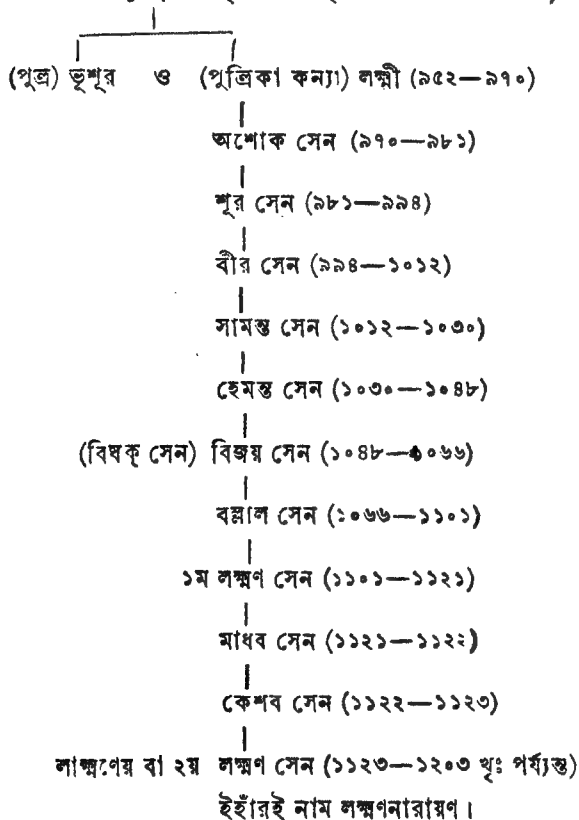 (পুত্র) ভূশূর ও (পুত্রিকা কন্যা) লক্ষ্মী (৯৫২—৯৭০)
অশোক সেন (৯৭০—৯৮১)
শূর সেন (৯৮১—৯৯৪)
বীর সেন (৯৯৪—১০১২)
সামন্ত সেন (১০১২—১০৩০)
হেমন্ত সেন (১০৩০—১০৪৮)
(বিষক্ সেন) বিজয় সেন (১০৪৮—১০৬৬)
বল্লাল সেন (১০৬৬—১১০১)
১ম লক্ষ্মণ সেন (১১০১—১১২১)
মাধব সেন (১১২১—১১২২)
কেশব সেন (১১২২—১১২৩)
লাক্ষ্মণেয় বা ২য় লক্ষ্মণ সেন (১১২৩—১২০৩ খৃঃ পর্য্যন্ত)
ইহাঁরই নাম লক্ষ্মণনারায়ণ।